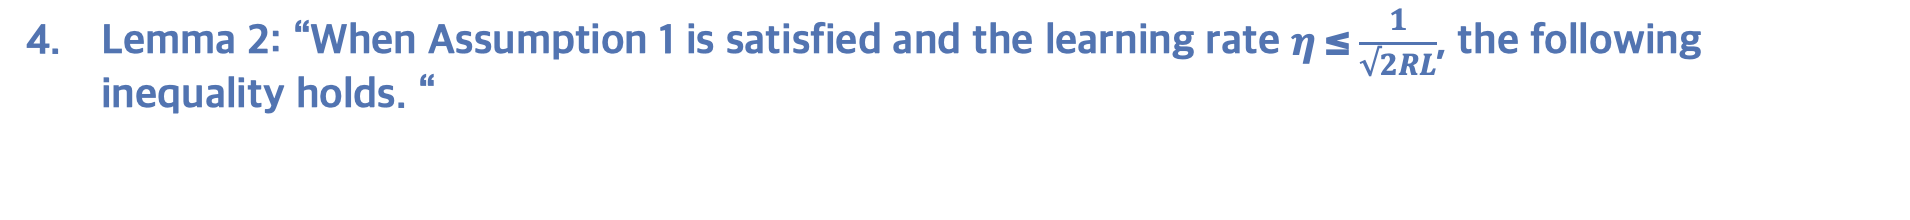 4. Lemma 2: “When Assumption 1 is satisfied and the learning rate η ≤ 1/√2RL, the following
inequality holds. “